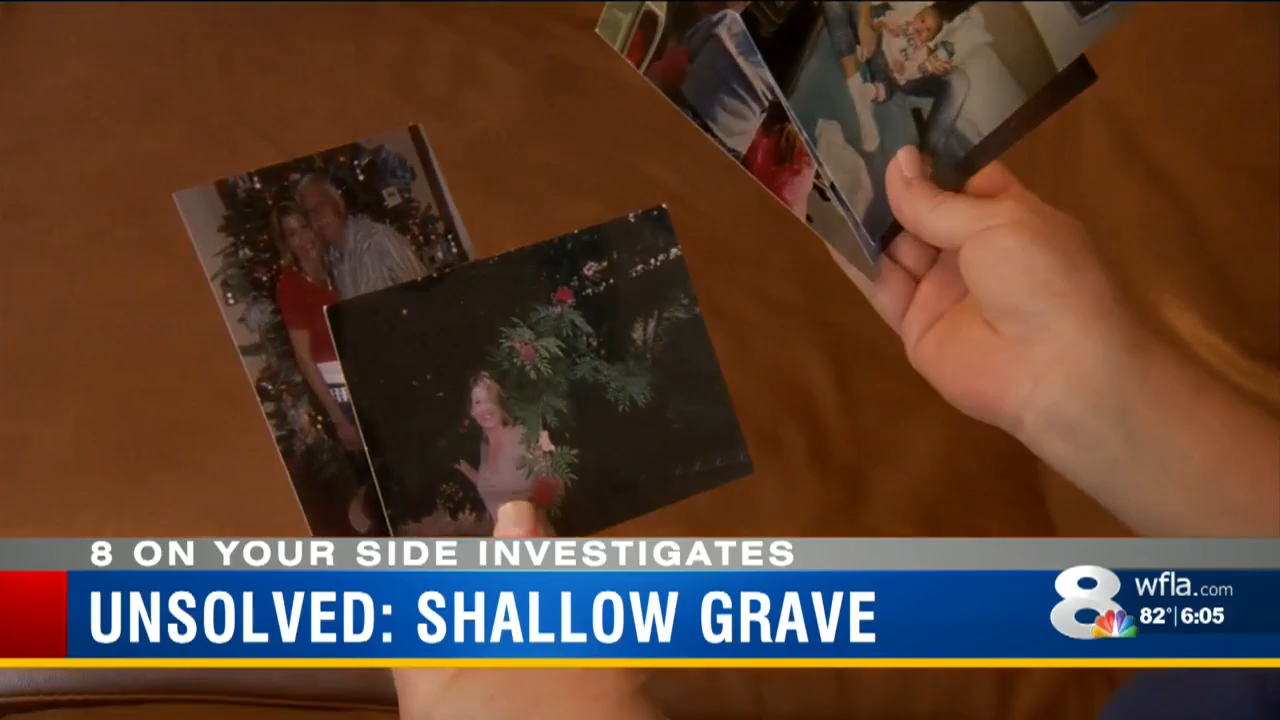 8 ON YOUR SIDE INVESTIGATES
UNSOLVED: SHALLOW GRAVE
8
wfla.com
82° | 6:05